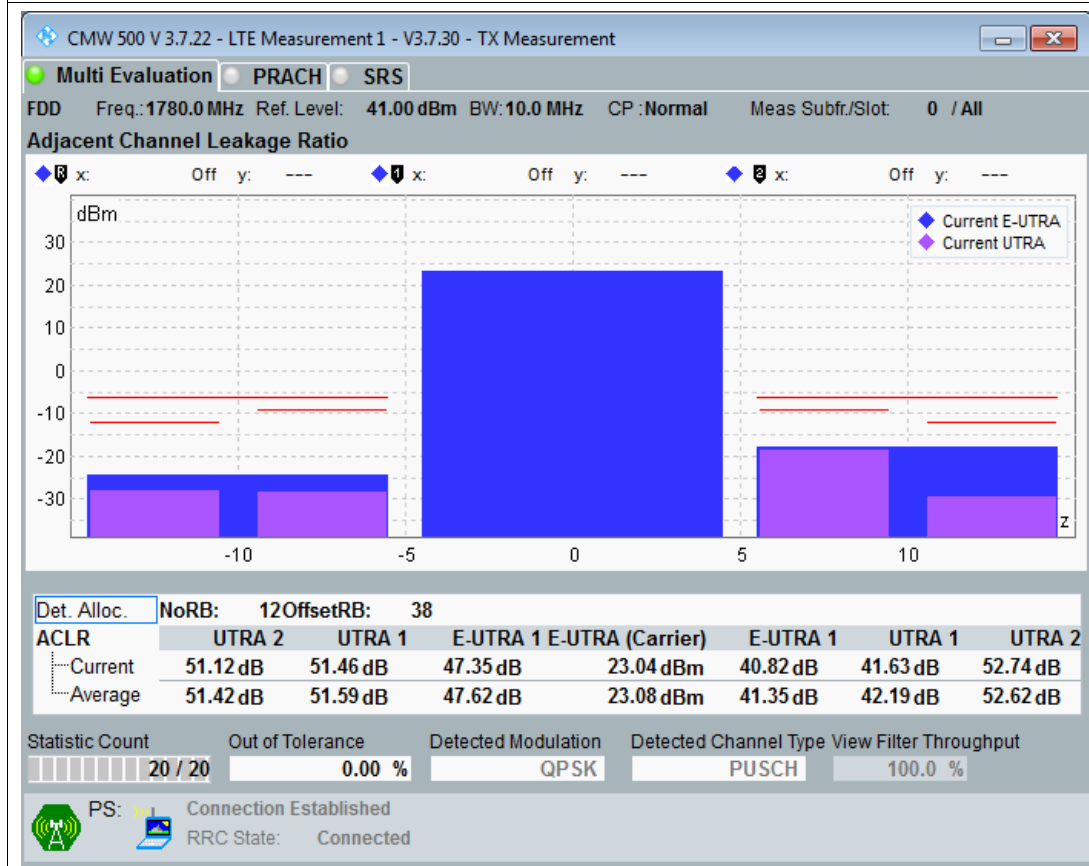 CMW 500 V 3.7.22 - LTE Measurement 1 - V3.7.30 - TX Measurement
Multi Evaluation PRACH SRS
FDD Freq.: 1780.0 MHz Ref. Level: 41.00 dBm BW: 10.0 MHz CP : Normal Meas Subfr./Slot: 0 / All
Adjacent Channel Leakage Ratio
R x: Off y: --- 1 x: Off y: --- 2 x: Off y: ---
dBm
Current E-UTRA
Current UTRA
30
20
10
0
-10
-20
-30
z
-10 -5 0 5 10
Det. Alloc. NoRB: 12 OffsetRB: 38
ACLR UTRA 2 UTRA 1 E-UTRA 1 E-UTRA (Carrier) E-UTRA 1 UTRA 1 UTRA 2
Current 51.12 dB 51.46 dB 47.35 dB 23.04 dBm 40.82 dB 41.63 dB 52.74 dB
Average 51.42 dB 51.59 dB 47.62 dB 23.08 dBm 41.35 dB 42.19 dB 52.62 dB
Statistic Count Out of Tolerance Detected Modulation Detected Channel Type View Filter Throughput
20 / 20 0.00 % QPSK PUSCH 100.0 %
PS: Connection Established
RRC State: Connected